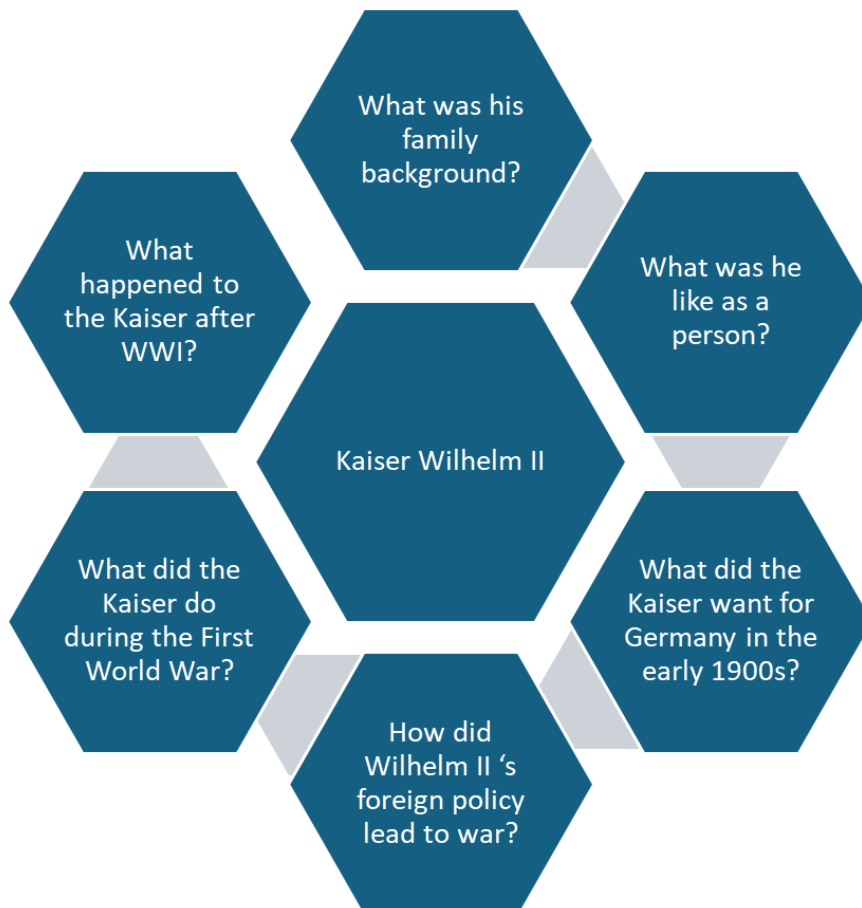 What was his
family
background?
What was he
like as a
person?
What did the
Kaiser want for
Germany in the
early 1900s?
How did
Wilhelm II ‘s
foreign policy
lead to war?
What did the
Kaiser do
during the First
World War?
What
happened to
the Kaiser after
WWI?
Kaiser Wilhelm II